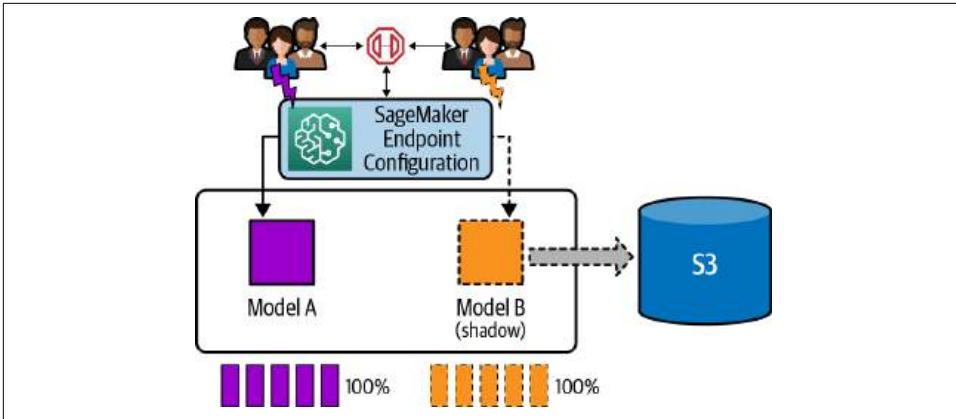 SageMaker
Endpoint
Configuration
Model A
Model B
(shadow)
S3
100%
100%